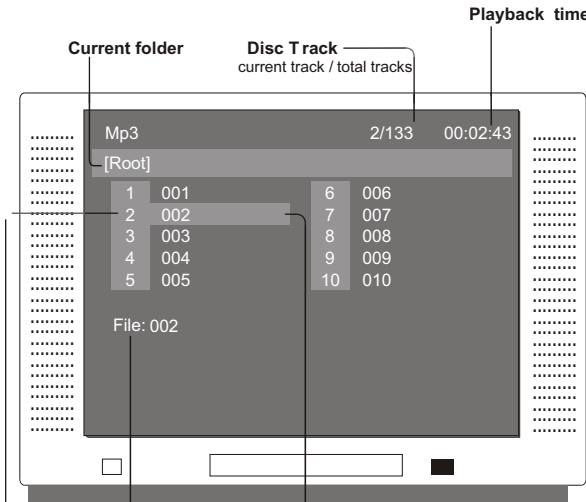 Playback time
Current folder
Disc Track
current track / total tracks
Mp3 2/133 00:02:43
[Root]
1 001 6 006
2 002 7 007
3 003 8 008
4 004 9 009
5 005 10 010
File: 002